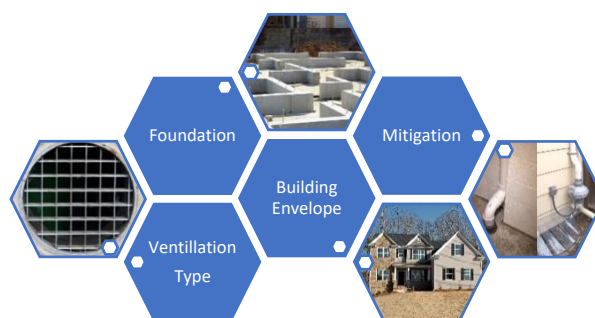 Foundation
Mitigation
Building
Envelope
Ventillation
Type